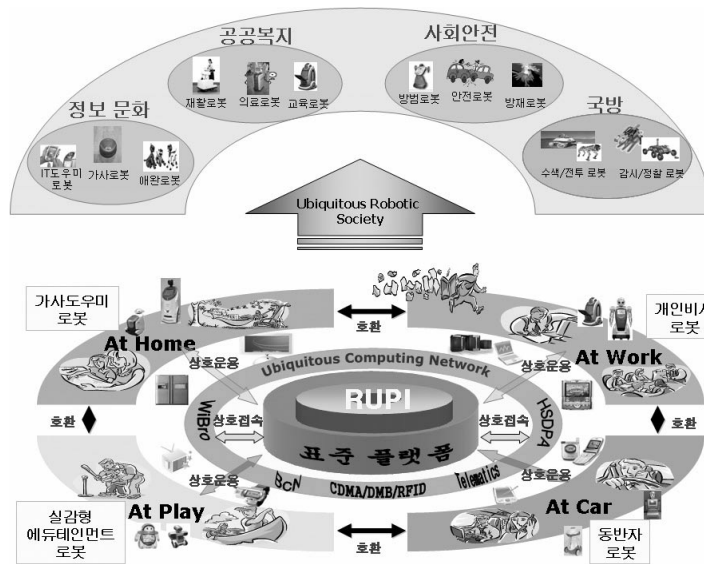 공공복지
사회안전
재활로봇 의료로봇 교육로봇
방범로봇 안전로봇 방재로봇
정보 문화
국방
IT도우미
로봇
가사로봇
애완로봇
수색/전투 로봇
감시/정찰 로봇
Ubiquitous Robotic
Society
가사도우미
로봇
At Home
호환
개인비서
로봇
At Work
상호운용
상호운용
Ubiquitous Computing Network
RUPI
표준 플랫폼
WiBro
HSDPA
상호접속
상호접속
호환
호환
BCN
CDMA/DMB/RFID
Telematics
상호운용
상호운용
At Play
At Car
실감형
에듀테인먼트
로봇
호환
동반자
로봇